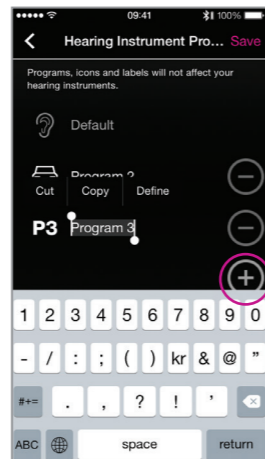 09:41
100%
Hearing Instrument Pro... Save
Programs, icons and labels will not affect your
hearing instruments.
Default
Program 2
Cut Copy Define
P3 Program 3
1 2 3 4 5 6 7 8 9 0
- / : ; ( ) kr & @ "
#+= . , ? ! '
ABC space return